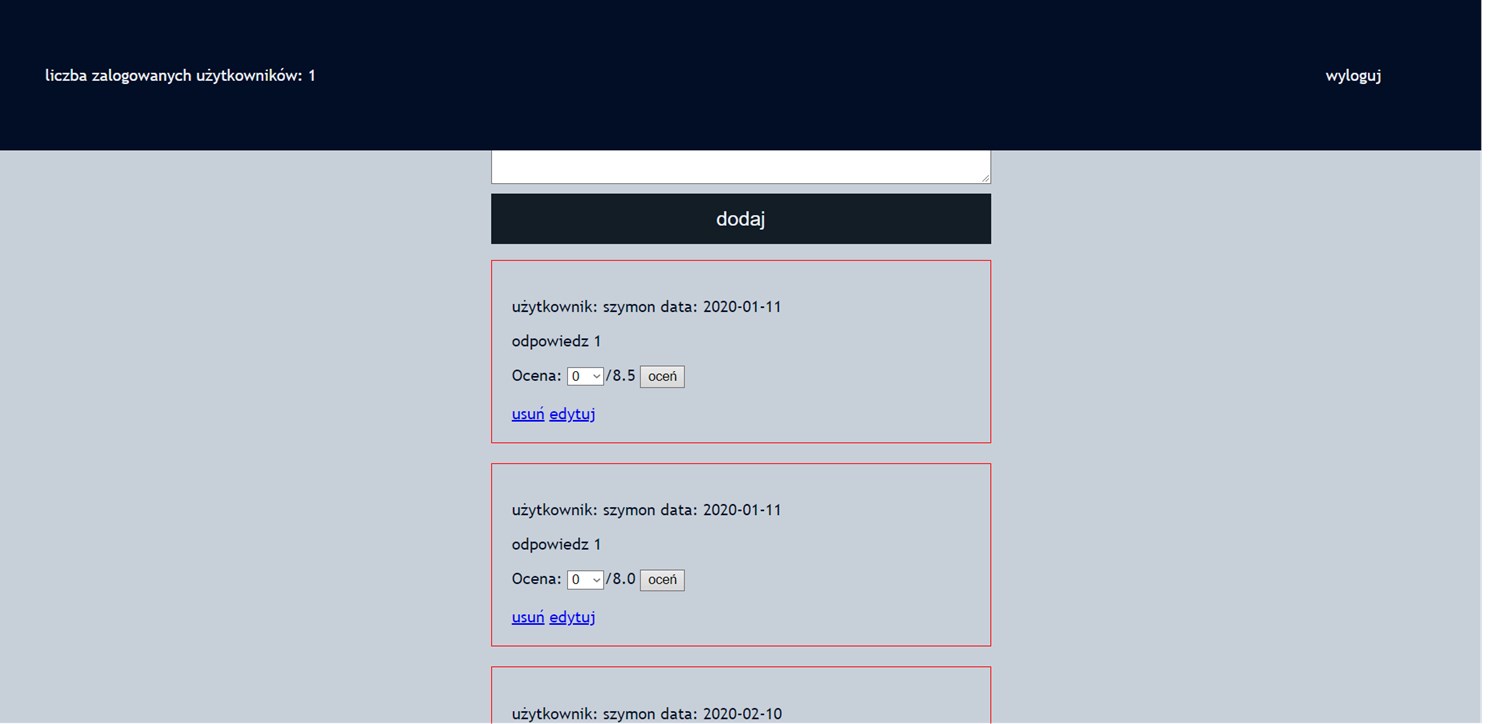 liczba zalogowanych użytkowników: 1 wyloguj
dodaj
użytkownik: szymon data: 2020-01-11
odpowiedz 1
Ocena: 0 /8.5 oceń
usuń edytuj
użytkownik: szymon data: 2020-01-11
odpowiedz 1
Ocena: 0 /8.0 oceń
usuń edytuj
użytkownik: szymon data: 2020-02-10